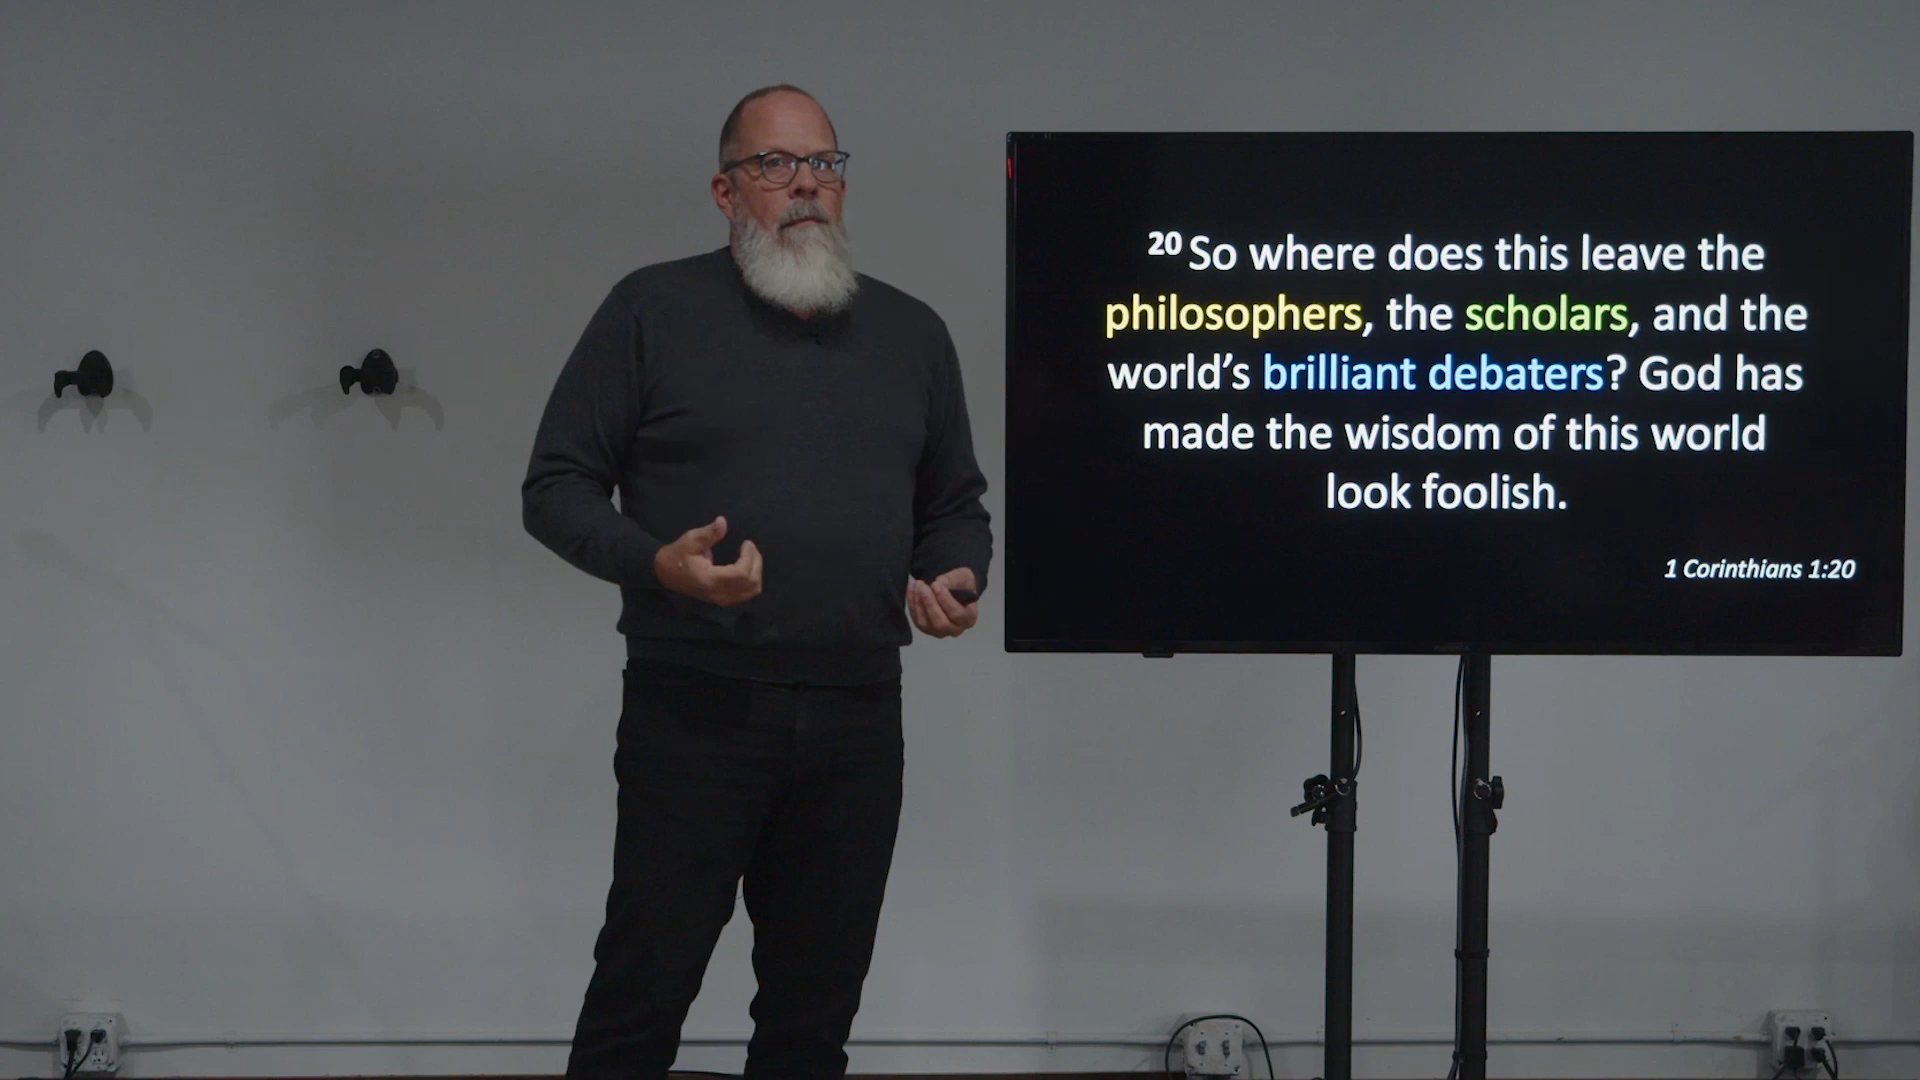 20 So where does this leave the
philosophers, the scholars, and the
world’s brilliant debaters? God has
made the wisdom of this world
look foolish.
1 Corinthians 1:20